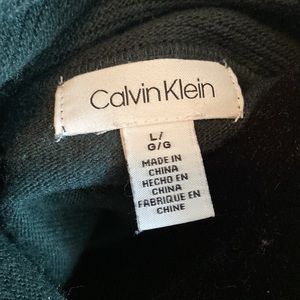 Calvin Klein
L/
G/G
MADE IN
CHINA
HECHO EN
CHINA
FABRIQUE EN
CHINE